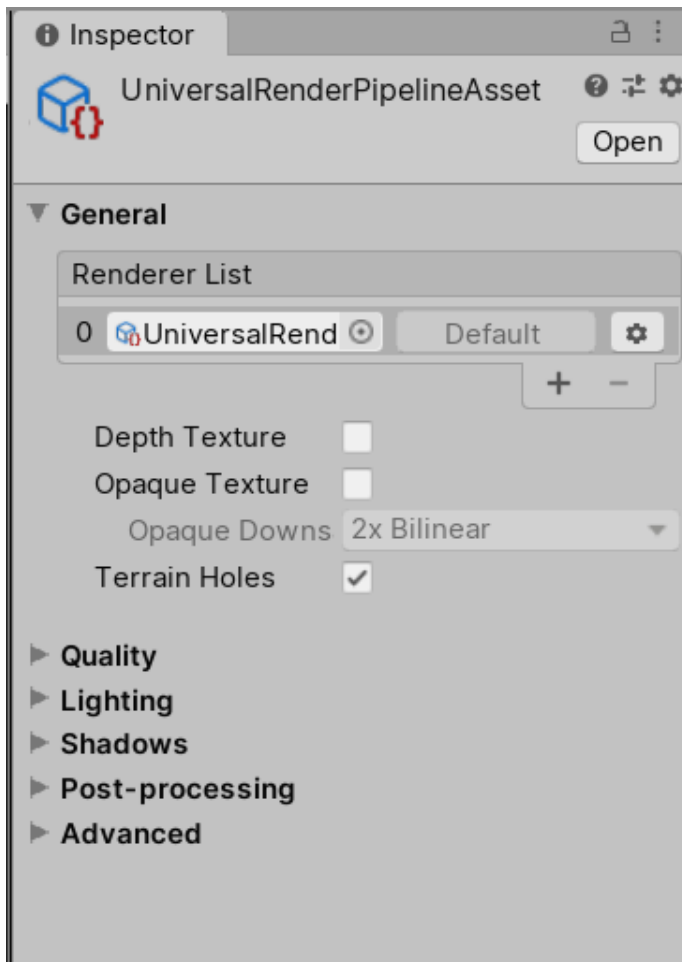 Inspector
UniversalRenderPipelineAsset
Open
General
Renderer List
0 UniversalRend Default
Depth Texture
Opaque Texture
Opaque Downs 2x Bilinear
Terrain Holes
Quality
Lighting
Shadows
Post-processing
Advanced